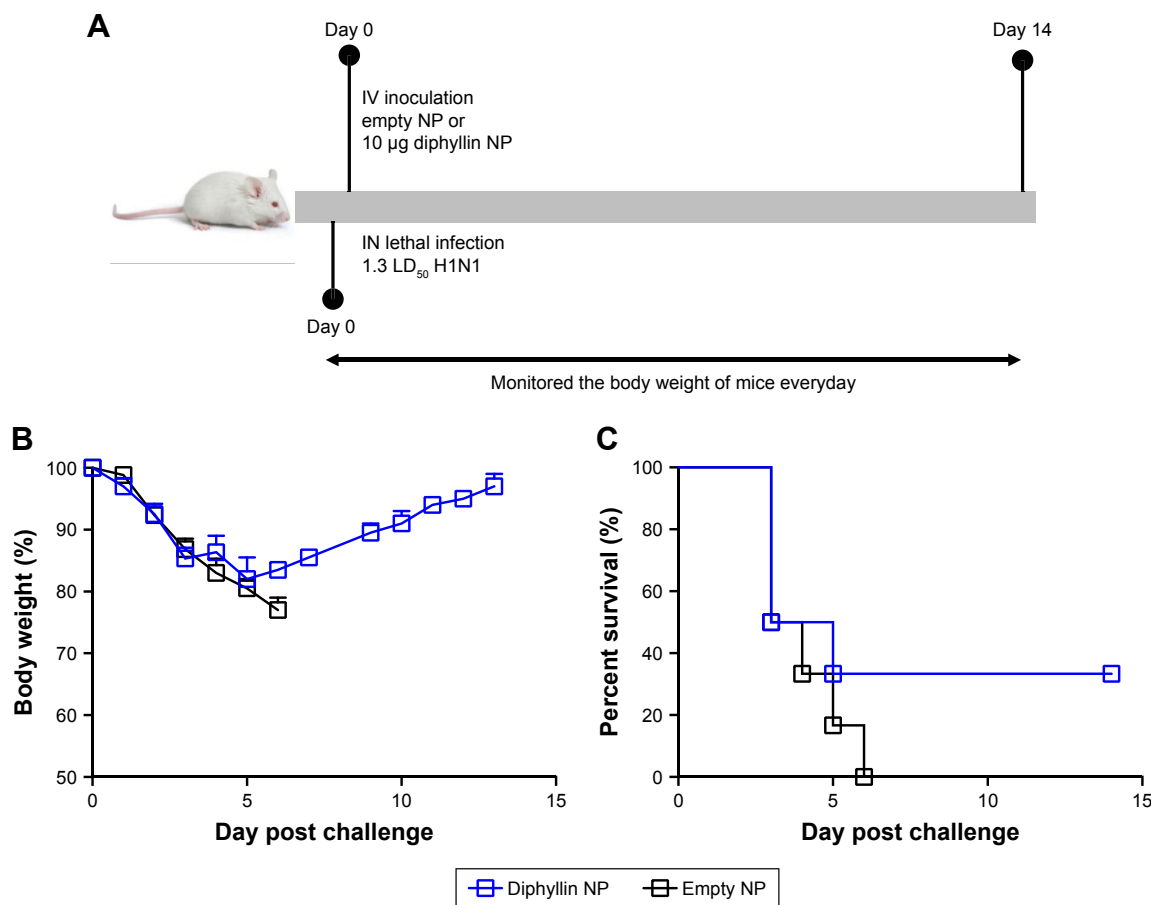 A
Day 0
Day 14
IV inoculation
empty NP or
10 µg diphyllin NP
IN lethal infection
1.3 LD50 H1N1
Day 0
Monitored the body weight of mice everyday
B
100
90
80
70
60
50
0
5
10
15
Body weight (%)
Day post challenge
C
100
80
60
40
20
0
0
5
10
15
Percent survival (%)
Day post challenge
Diphyllin NP
Empty NP